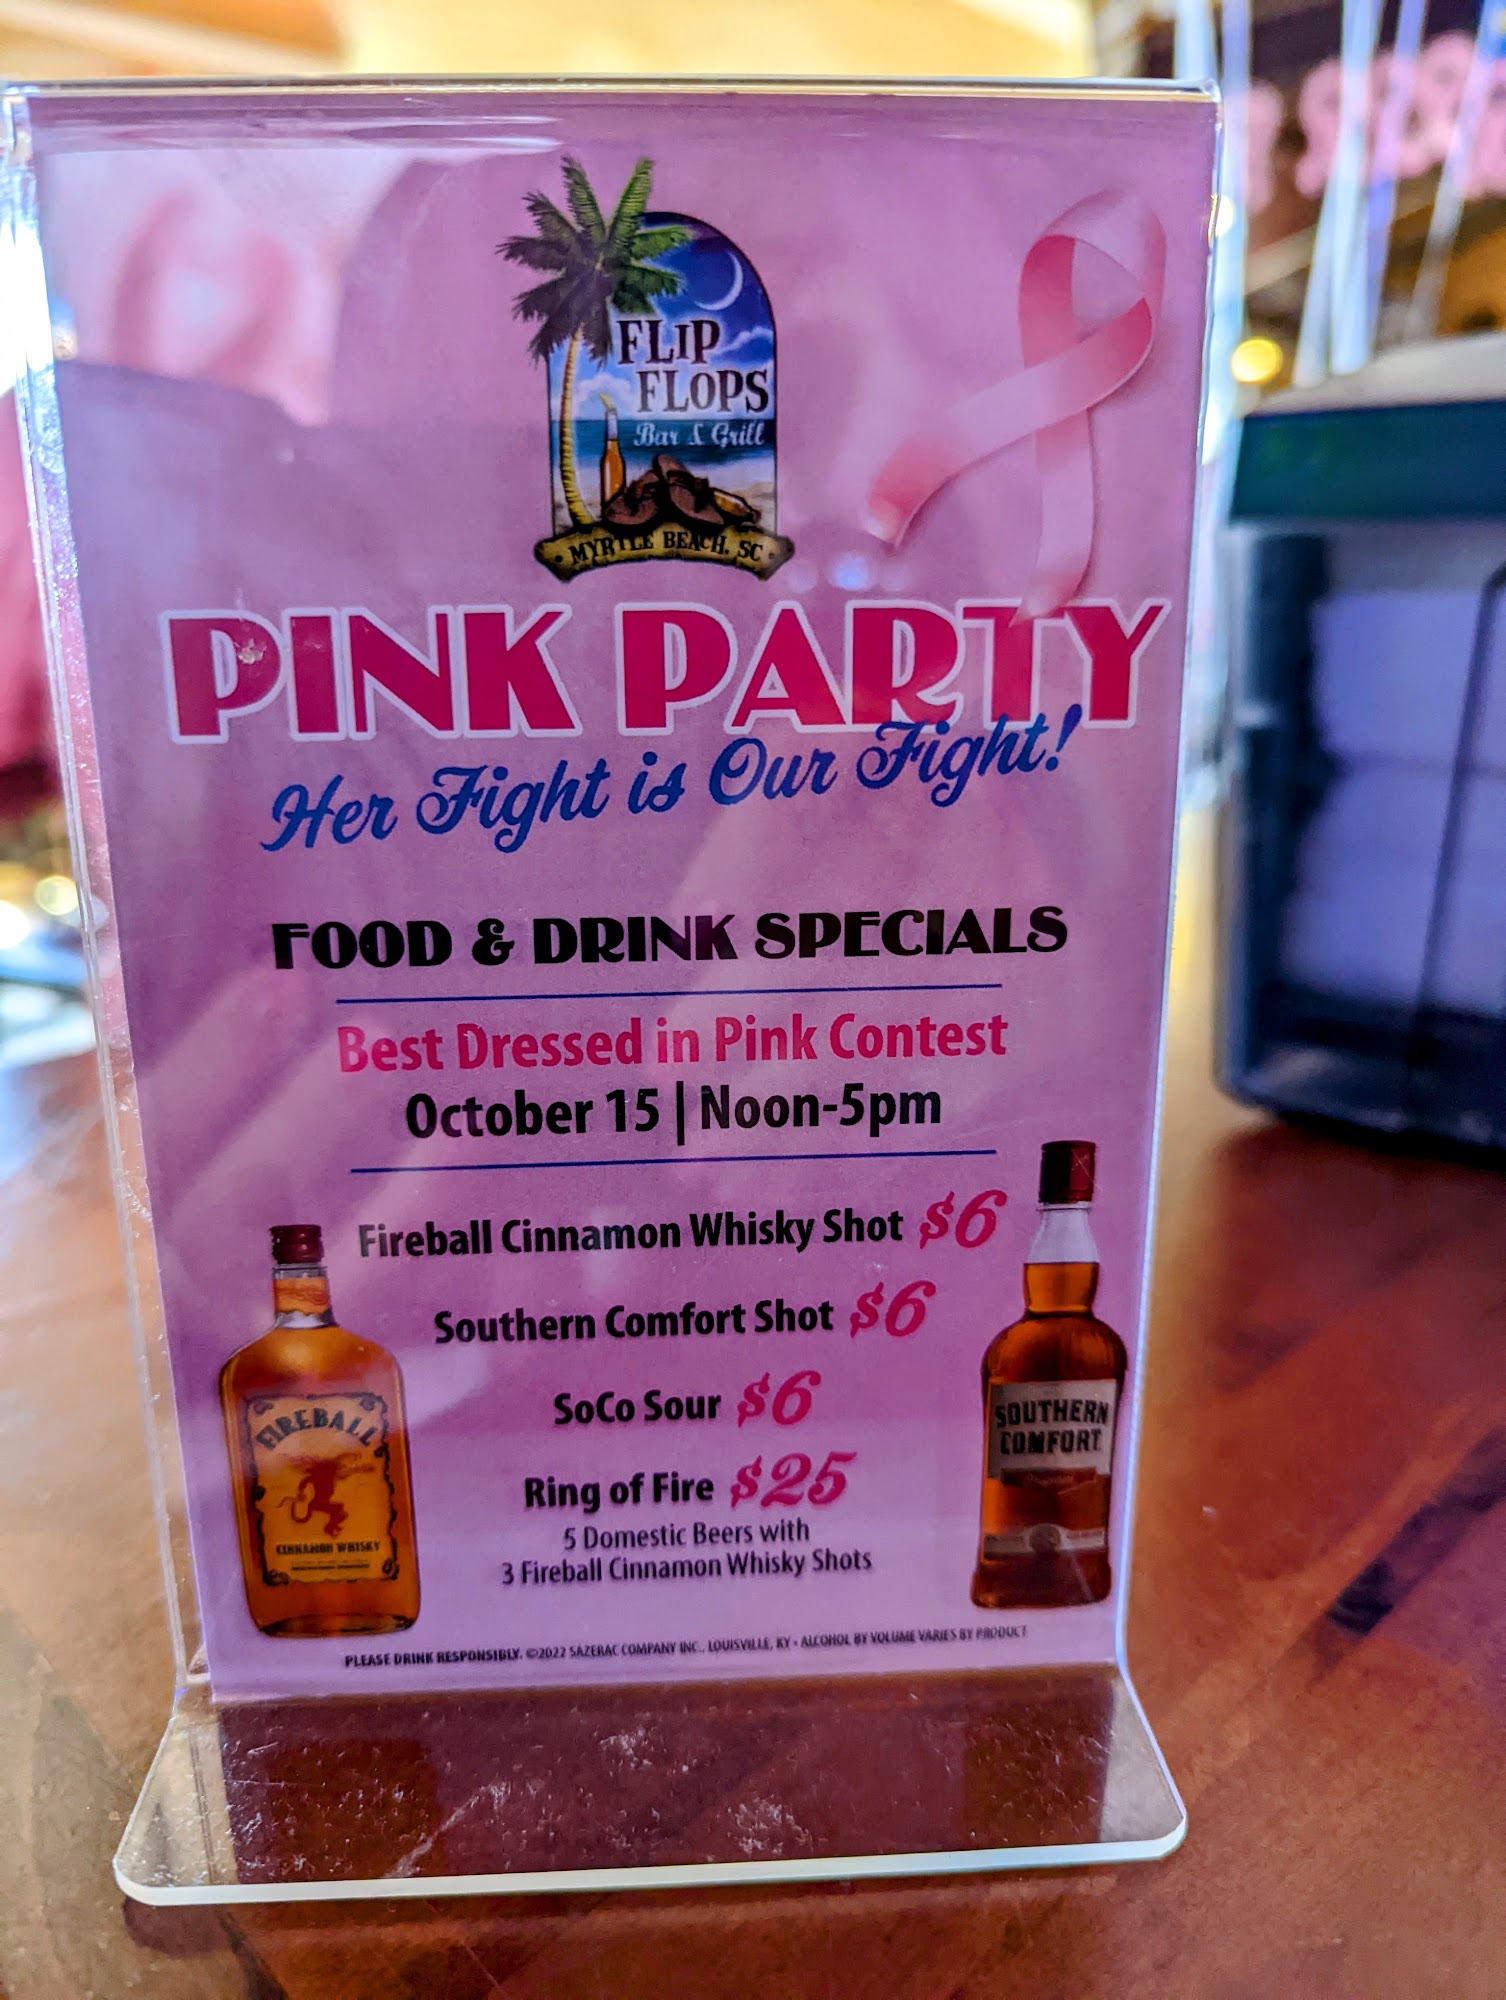 FLIP
FLOPS
Bar & Grill
• MYRTLE BEACH, SC •
PINK PARTY
Her Fight is Our Fight!
FOOD & DRINK SPECIALS
Best Dressed in Pink Contest
October 15 | Noon-5pm
Fireball Cinnamon Whisky Shot $6
Southern Comfort Shot $6
SoCo Sour $6
Ring of Fire $25
5 Domestic Beers with
3 Fireball Cinnamon Whisky Shots
FIREBALL
CINNAMON WHISKY
SOUTHERN
COMFORT
PLEASE DRINK RESPONSIBLY. ©2022 SAZERAC COMPANY INC., LOUISVILLE, KY • ALCOHOL BY VOLUME VARIES BY PRODUCT